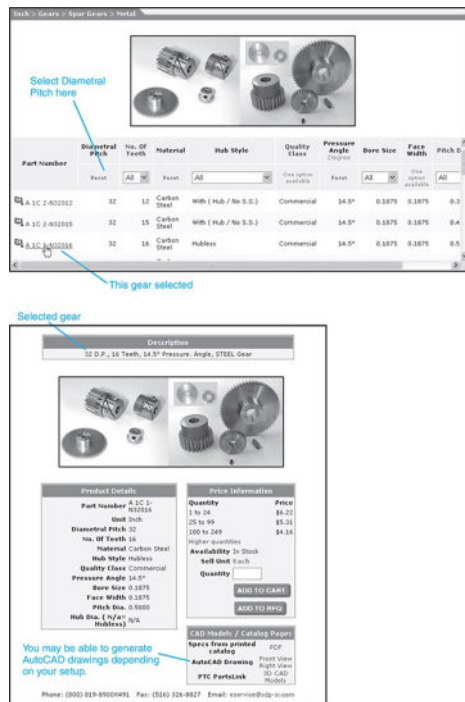 Inch > Gears > Spur Gears > Metal
Select Diametral
Pitch here
Part Number Diametral Pitch No. Of Teeth Material Hub Style Quality Class Pressure Angle Degree Bore Size Face Width Pitch D
Reset All All One option available Reset All One option available All
A 1C 2-N32012 32 12 Carbon Steel With ( Hub / No S.S.) Commercial 14.5° 0.1875 0.1875 0.3
A 1C 2-N32015 32 15 Carbon Steel With ( Hub / No S.S.) Commercial 14.5° 0.1875 0.1875 0.4
A 1C 1-N32016 32 16 Carbon Steel Hubless Commercial 14.5° 0.1875 0.1875 0.5
This gear selected
Selected gear
Description
32 D.P., 16 Teeth, 14.5° Pressure. Angle, STEEL Gear
Product Details
Part Number A 1C 1-N32016
Unit Inch
Diametral Pitch 32
No. Of Teeth 16
Material Carbon Steel
Hub Style Hubless
Quality Class Commercial
Pressure Angle 14.5°
Bore Size 0.1875
Face Width 0.1875
Pitch Dia. 0.5000
Hub Dia. ( N/A= Hubless) N/A
Price Information
Quantity Price
1 to 24 $6.22
25 to 99 $5.31
100 to 249 $4.16
Higher quantities
Availability In Stock
Sell Unit Each
Quantity
ADD TO CART
ADD TO MFQ
CAD Models / Catalog Pages
Specs from printed catalog PDF
AutoCAD Drawing Front View Right View
PTC PartsLink 3D CAD Models
You may be able to generate
AutoCAD drawings depending
on your setup.
Phone: (800) 819-8900X491 Fax: (516) 326-8827 Email: eservice@sdp-si.com